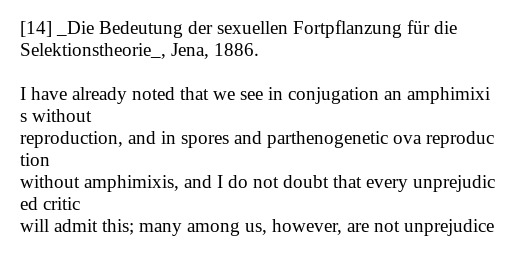 [14] _Die Bedeutung der sexuellen Fortpflanzung für die
Selektionstheorie_, Jena, 1886.

I have already noted that we see in conjugation an amphimixi
s without
reproduction, and in spores and parthenogenetic ova reproduc
tion
without amphimixis, and I do not doubt that every unprejudic
ed critic
will admit this; many among us, however, are not unprejudice